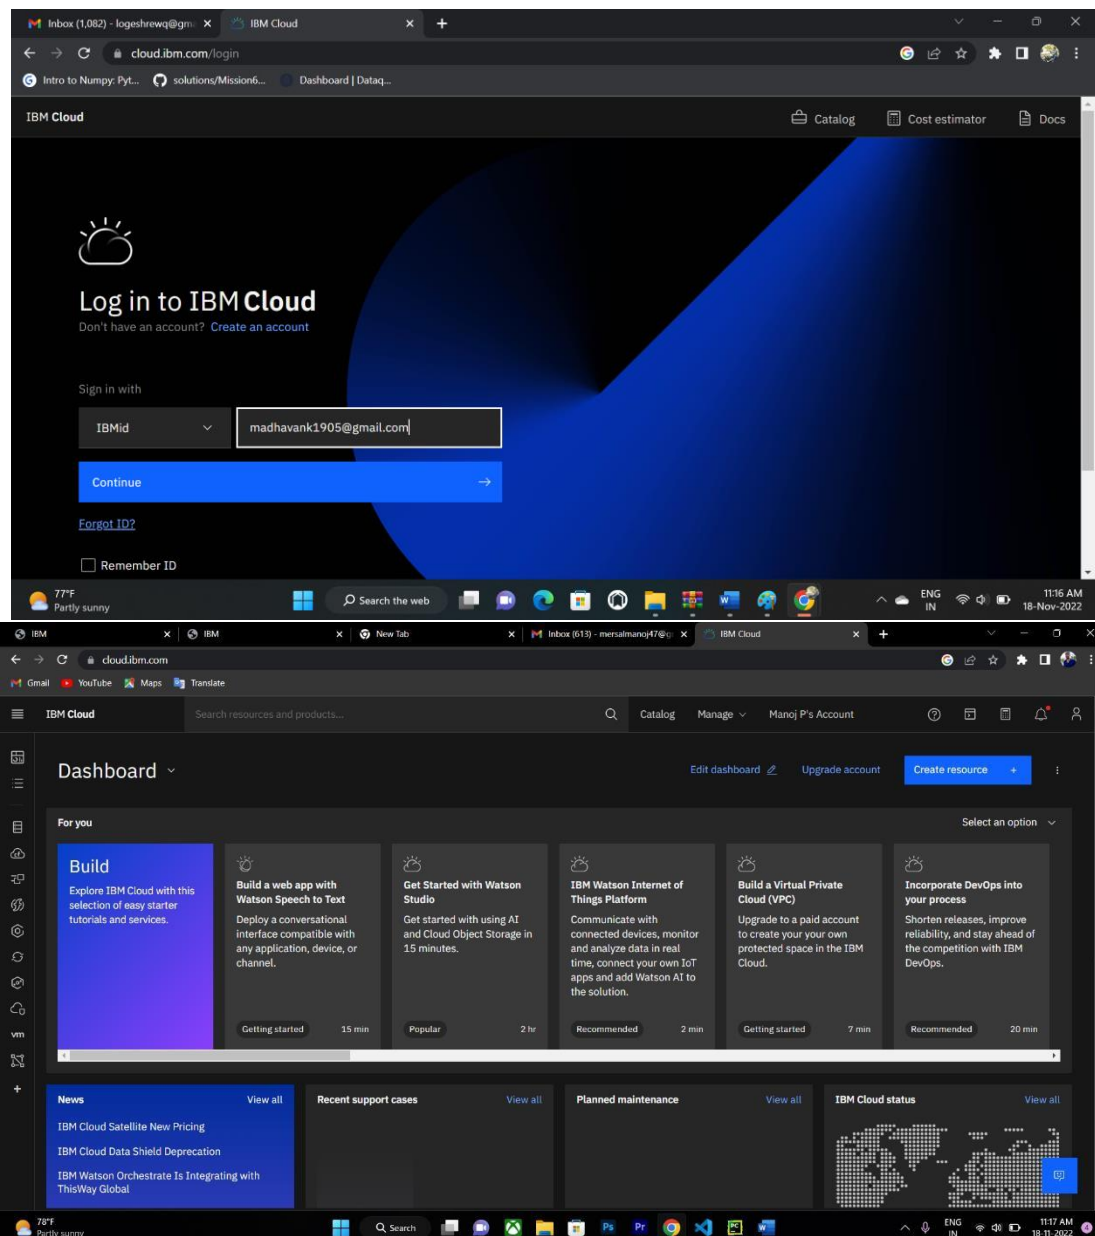 Inbox (1,082) - logeshrewq@gm
IBM Cloud
cloud.ibm.com/login
Intro to Numpy: Pyt...
solutions/Mission6...
Dashboard | Dataq...
IBM Cloud
Catalog
Cost estimator
Docs
Log in to IBM Cloud
Don't have an account? Create an account
Sign in with
IBMid
madhavank1905@gmail.com
Continue
Forgot ID?
Remember ID
77°F
Partly sunny
Search the web
ENG
IN
11:16 AM
18-Nov-2022
IBM
IBM
New Tab
Inbox (613) - mersalmanoj47@g
IBM Cloud
cloud.ibm.com
Gmail
YouTube
Maps
Translate
IBM Cloud
Search resources and products...
Catalog
Manage
Manoj P's Account
Dashboard
Edit dashboard
Upgrade account
Create resource +
For you
Select an option
Build
Explore IBM Cloud with this
selection of easy starter
tutorials and services.
Build a web app with
Watson Speech to Text
Deploy a conversational
interface compatible with
any application, device, or
channel.
Getting started
15 min
Get Started with Watson
Studio
Get started with using AI
and Cloud Object Storage in
15 minutes.
Popular
2 hr
IBM Watson Internet of
Things Platform
Communicate with
connected devices, monitor
and analyze data in real
time, connect your own IoT
apps and add Watson AI to
the solution.
Recommended
2 min
Build a Virtual Private
Cloud (VPC)
Upgrade to a paid account
to create your your own
protected space in the IBM
Cloud.
Getting started
7 min
Incorporate DevOps into
your process
Shorten releases, improve
reliability, and stay ahead of
the competition with IBM
DevOps.
Recommended
20 min
vm
News
View all
IBM Cloud Satellite New Pricing
IBM Cloud Data Shield Deprecation
IBM Watson Orchestrate Is Integrating with
ThisWay Global
Recent support cases
View all
Planned maintenance
View all
IBM Cloud status
View all
78°F
Partly sunny
Search
Ps
Pr
ENG
IN
11:17 AM
18-11-2022
4